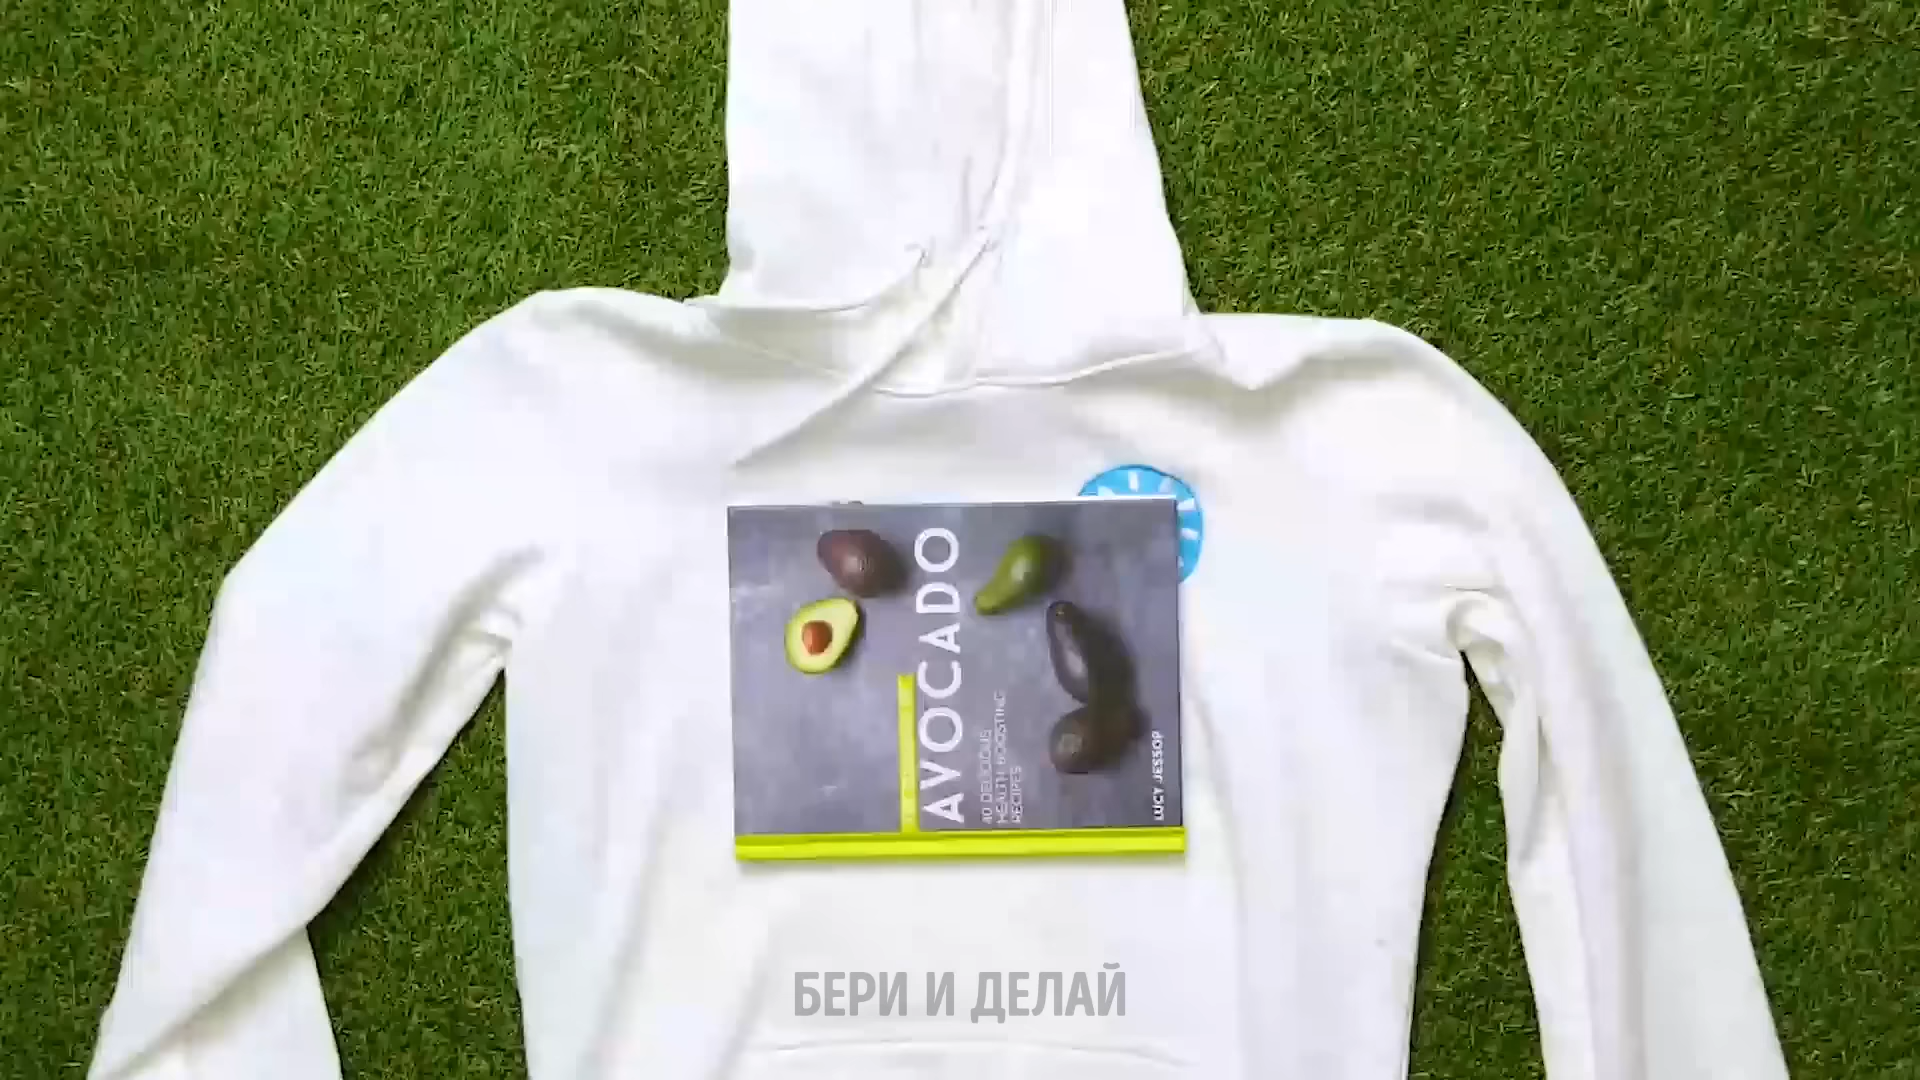 AVOCADO
40 DELICIOUS
HEALTH-BOOSTING
RECIPES
LUCY JESSOP
БЕРИ И ДЕЛАЙ